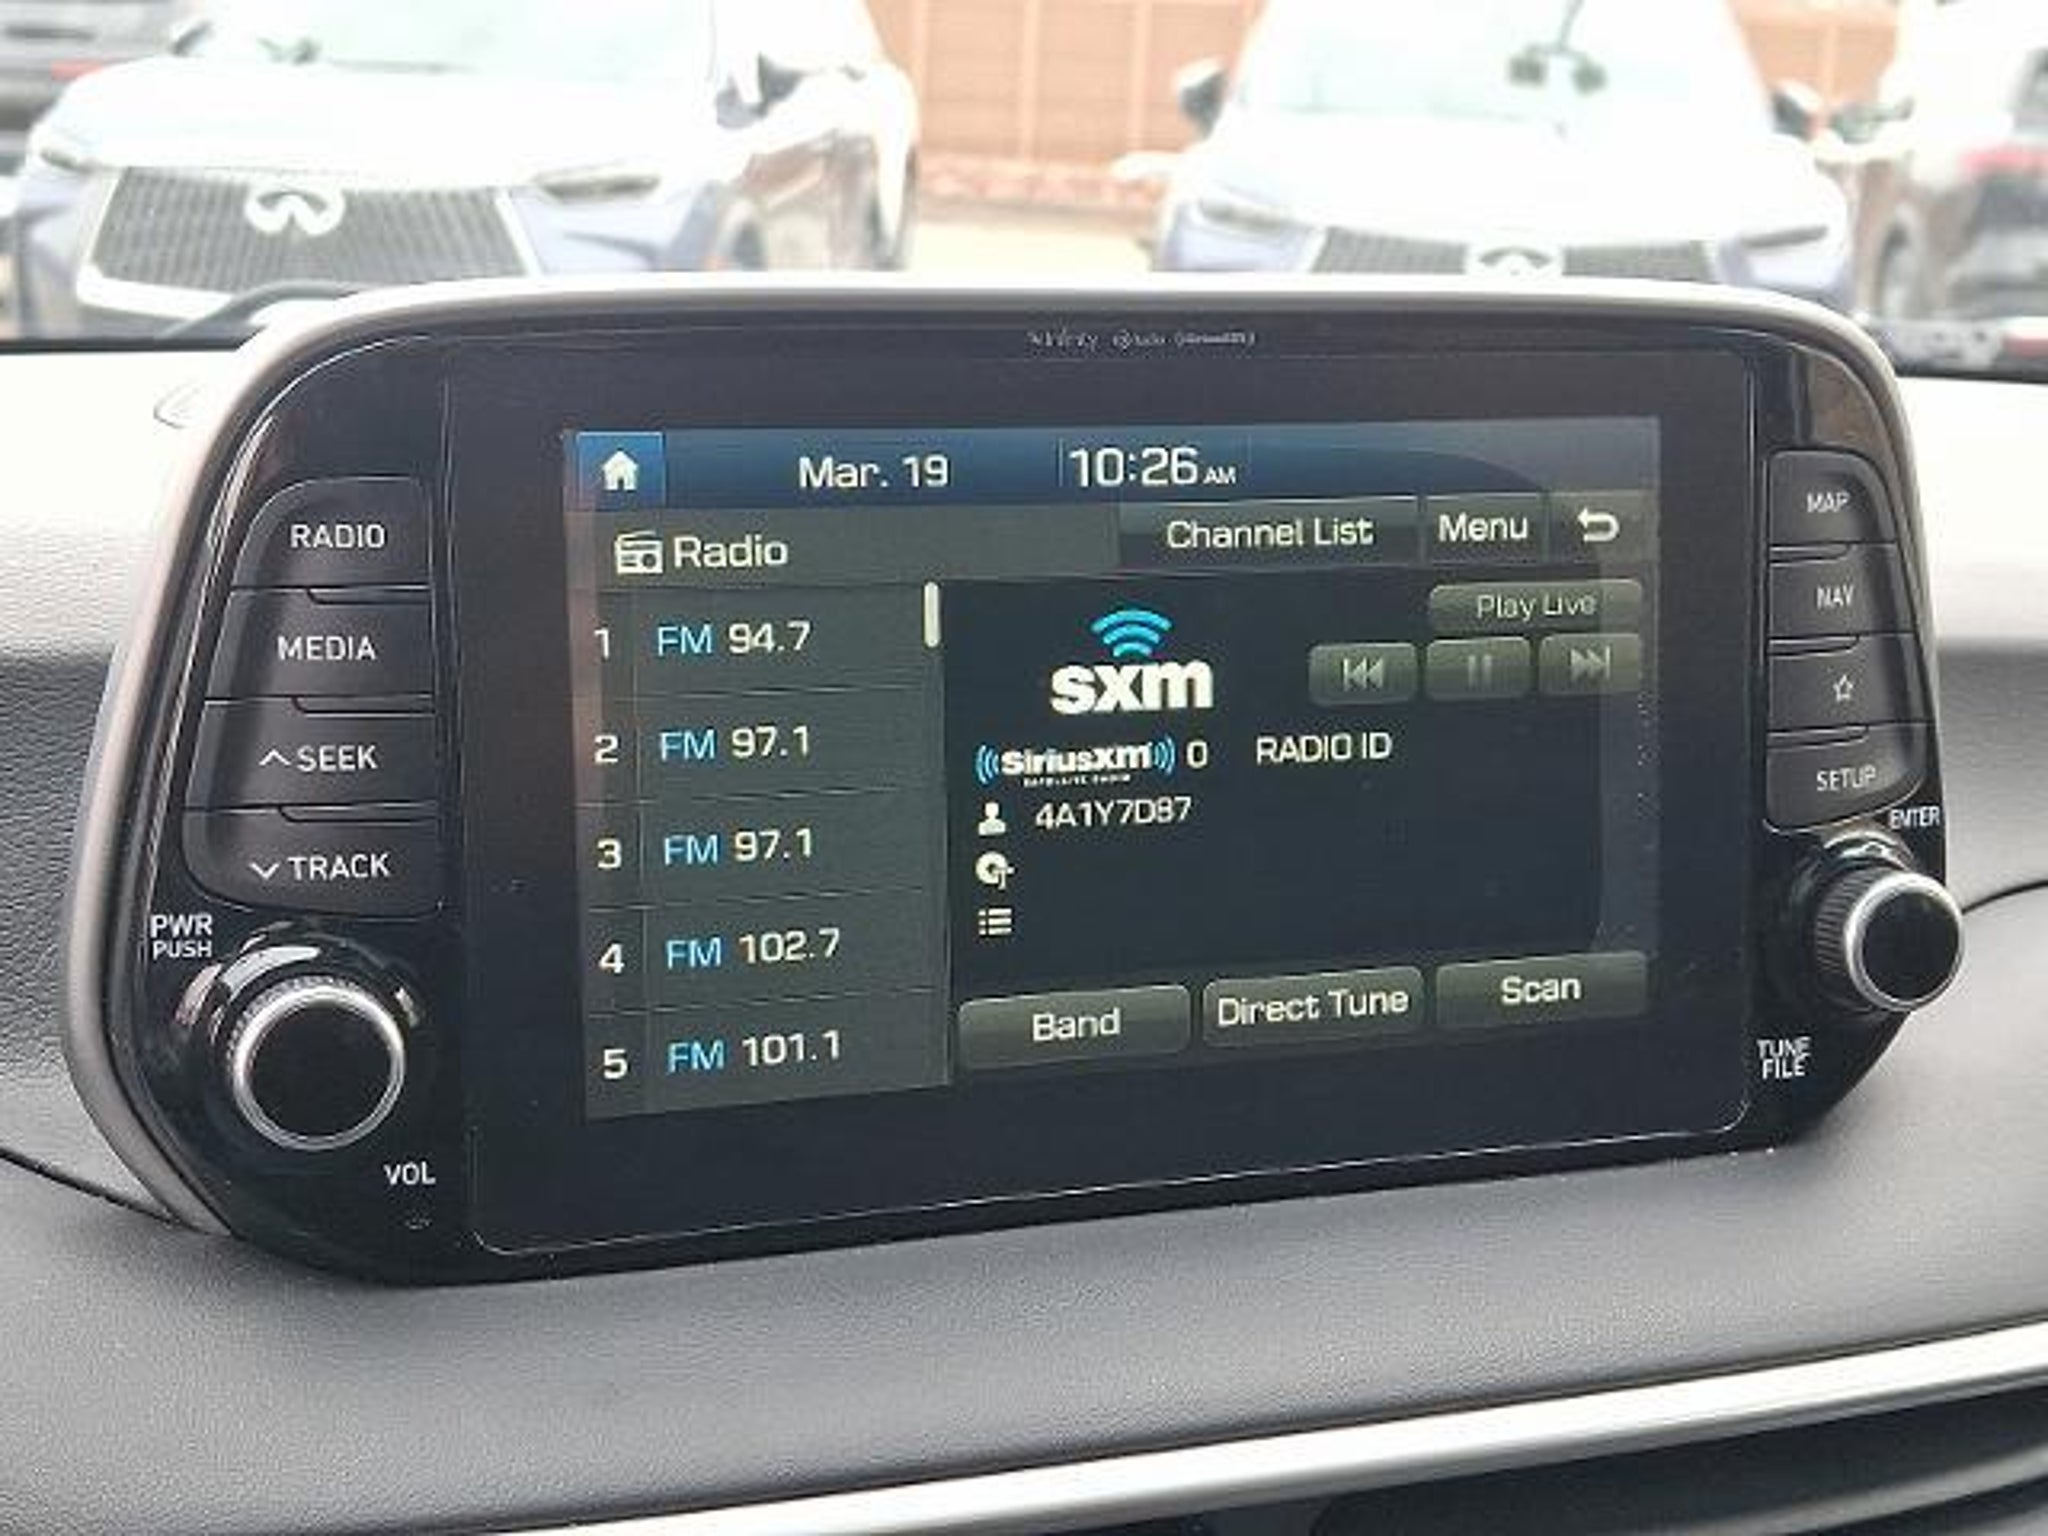 Mar. 19 10:26 AM
Radio
Channel List Menu
1 FM 94.7
2 FM 97.1
3 FM 97.1
4 FM 102.7
5 FM 101.1
Play Live
sxm
SiriusXM 0 RADIO ID
SATELLITE RADIO
4A1Y7D87
Band Direct Tune Scan
RADIO
MEDIA
SEEK
TRACK
PWR
PUSH
VOL
MAP
NAV
SETUP
ENTER
TUNE
FILE